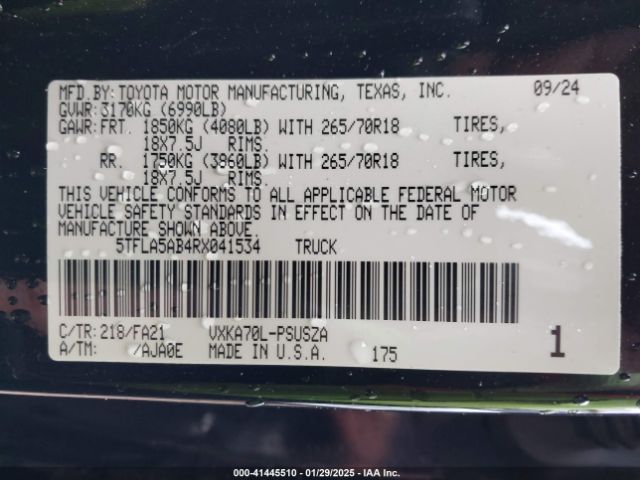 MFD.BY:TOYOTA MOTOR MANUFACTURING, TEXAS, INC. 09/24
GVWR:3170KG (6990LB)
GAWR:FRT. 1850KG (4080LB) WITH 265/70R18 TIRES,
18X7.5J RIMS.
RR. 1750KG (3860LB) WITH 265/70R18 TIRES,
18X7.5J RIMS.
THIS VEHICLE CONFORMS TO ALL APPLICABLE FEDERAL MOTOR
VEHICLE SAFETY STANDARDS IN EFFECT ON THE DATE OF
MANUFACTURE SHOWN ABOVE.
5TFLA5AB4RX041534 TRUCK
C/TR:218/FA21 VXKA70L-PSUSZA
A/TM: /AJA0E MADE IN U.S.A. 175 1
000-41445510 - 01/29/2025 - IAA Inc.